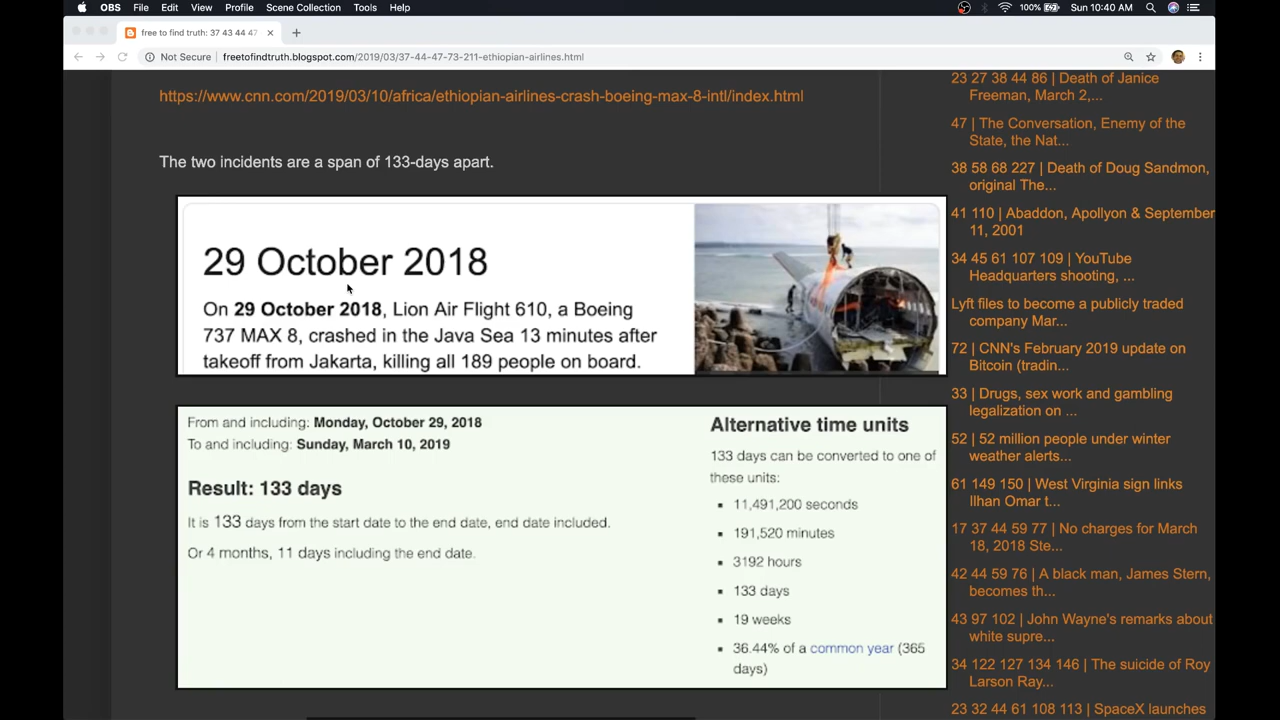 OBS File Edit View Profile Scene Collection Tools Help 100% Sun 10:40 AM
free to find truth: 37 43 44 47
Not Secure freetofindtruth.blogspot.com/2019/03/37-44-47-73-211-ethiopian-airlines.html
https://www.cnn.com/2019/03/10/africa/ethiopian-airlines-crash-boeing-max-8-intl/index.html
The two incidents are a span of 133-days apart.
29 October 2018
On 29 October 2018, Lion Air Flight 610, a Boeing
737 MAX 8, crashed in the Java Sea 13 minutes after
takeoff from Jakarta, killing all 189 people on board.
From and including: Monday, October 29, 2018
To and including: Sunday, March 10, 2019
Result: 133 days
It is 133 days from the start date to the end date, end date included.
Or 4 months, 11 days including the end date.
Alternative time units
133 days can be converted to one of
these units:
11,491,200 seconds
191,520 minutes
3192 hours
133 days
19 weeks
36.44% of a common year (365
days)
23 27 38 44 86 | Death of Janice
Freeman, March 2,...
47 | The Conversation, Enemy of the
State, the Nat...
38 58 68 227 | Death of Doug Sandmon,
original The...
41 110 | Abaddon, Apollyon & September
11, 2001
34 45 61 107 109 | YouTube
Headquarters shooting, ...
Lyft files to become a publicly traded
company Mar...
72 | CNN's February 2019 update on
Bitcoin (tradin...
33 | Drugs, sex work and gambling
legalization on ...
52 | 52 million people under winter
weather alerts...
61 149 150 | West Virginia sign links
Ilhan Omar t...
17 37 44 59 77 | No charges for March
18, 2018 Ste...
42 44 59 76 | A black man, James Stern,
becomes th...
43 97 102 | John Wayne's remarks about
white supre...
34 122 127 134 146 | The suicide of Roy
Larson Ray...
23 32 44 61 108 113 | SpaceX launches